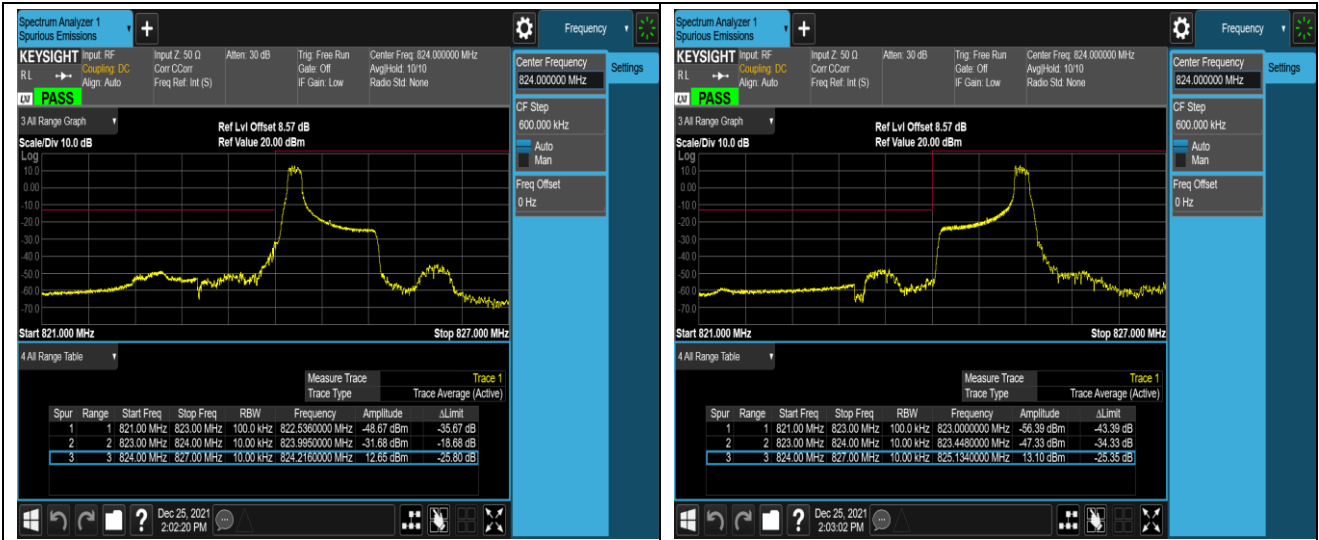 Spectrum Analyzer 1
Spurious Emissions
+
Frequency
KEYSIGHT
Input: RF
Coupling: DC
Align: Auto
Input Z: 50 Ω
Corr CCorr
Freq Ref: Int (S)
Atten: 30 dB
Trig: Free Run
Gate: Off
IF Gain: Low
Center Freq: 824.000000 MHz
Avg|Hold: 10/10
Radio Std: None
RL
LXI
PASS
Center Frequency
824.000000 MHz
Settings
CF Step
600.000 kHz
Auto
Man
Freq Offset
0 Hz
3 All Range Graph
Ref Lvl Offset 8.57 dB
Scale/Div 10.0 dB
Ref Value 20.00 dBm
Log
10.0
0.00
-10.0
-20.0
-30.0
-40.0
-50.0
-60.0
-70.0
Start 821.000 MHz
Stop 827.000 MHz
4 All Range Table
Measure Trace Trace 1
Trace Type Trace Average (Active)
Spur Range Start Freq Stop Freq RBW Frequency Amplitude ΔLimit
1 1 821.00 MHz 823.00 MHz 100.0 kHz 822.5360000 MHz -48.67 dBm -35.67 dB
2 2 823.00 MHz 824.00 MHz 10.00 kHz 823.9950000 MHz -31.68 dBm -18.68 dB
3 3 824.00 MHz 827.00 MHz 10.00 kHz 824.2160000 MHz 12.65 dBm -25.80 dB
?
Dec 25, 2021
2:02:20 PM
Spectrum Analyzer 1
Spurious Emissions
+
Frequency
KEYSIGHT
Input: RF
Coupling: DC
Align: Auto
Input Z: 50 Ω
Corr CCorr
Freq Ref: Int (S)
Atten: 30 dB
Trig: Free Run
Gate: Off
IF Gain: Low
Center Freq: 824.000000 MHz
Avg|Hold: 10/10
Radio Std: None
RL
LXI
PASS
Center Frequency
824.000000 MHz
Settings
CF Step
600.000 kHz
Auto
Man
Freq Offset
0 Hz
3 All Range Graph
Ref Lvl Offset 8.57 dB
Scale/Div 10.0 dB
Ref Value 20.00 dBm
Log
10.0
0.00
-10.0
-20.0
-30.0
-40.0
-50.0
-60.0
-70.0
Start 821.000 MHz
Stop 827.000 MHz
4 All Range Table
Measure Trace Trace 1
Trace Type Trace Average (Active)
Spur Range Start Freq Stop Freq RBW Frequency Amplitude ΔLimit
1 1 821.00 MHz 823.00 MHz 100.0 kHz 823.0000000 MHz -56.39 dBm -43.39 dB
2 2 823.00 MHz 824.00 MHz 10.00 kHz 823.4480000 MHz -47.33 dBm -34.33 dB
3 3 824.00 MHz 827.00 MHz 10.00 kHz 825.1340000 MHz 13.10 dBm -25.35 dB
?
Dec 25, 2021
2:03:02 PM